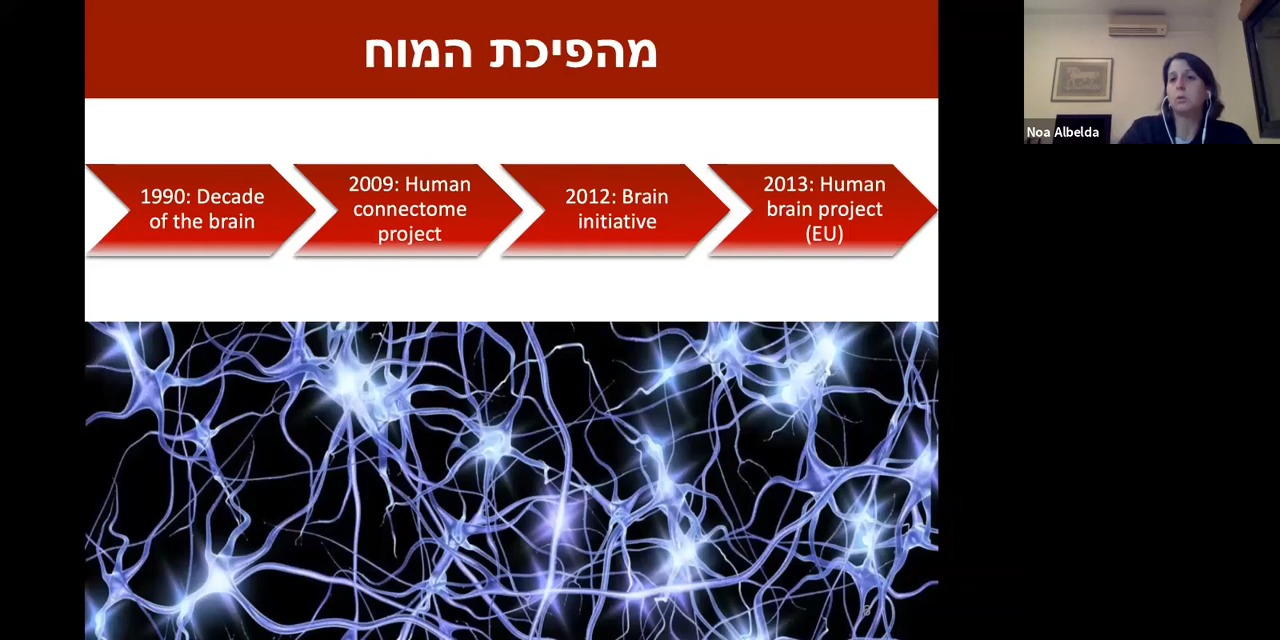 מהפיכת המוח
1990: Decade
of the brain
2009: Human
connectome
project
2012: Brain
initiative
2013: Human
brain project
(EU)
Noa Albelda